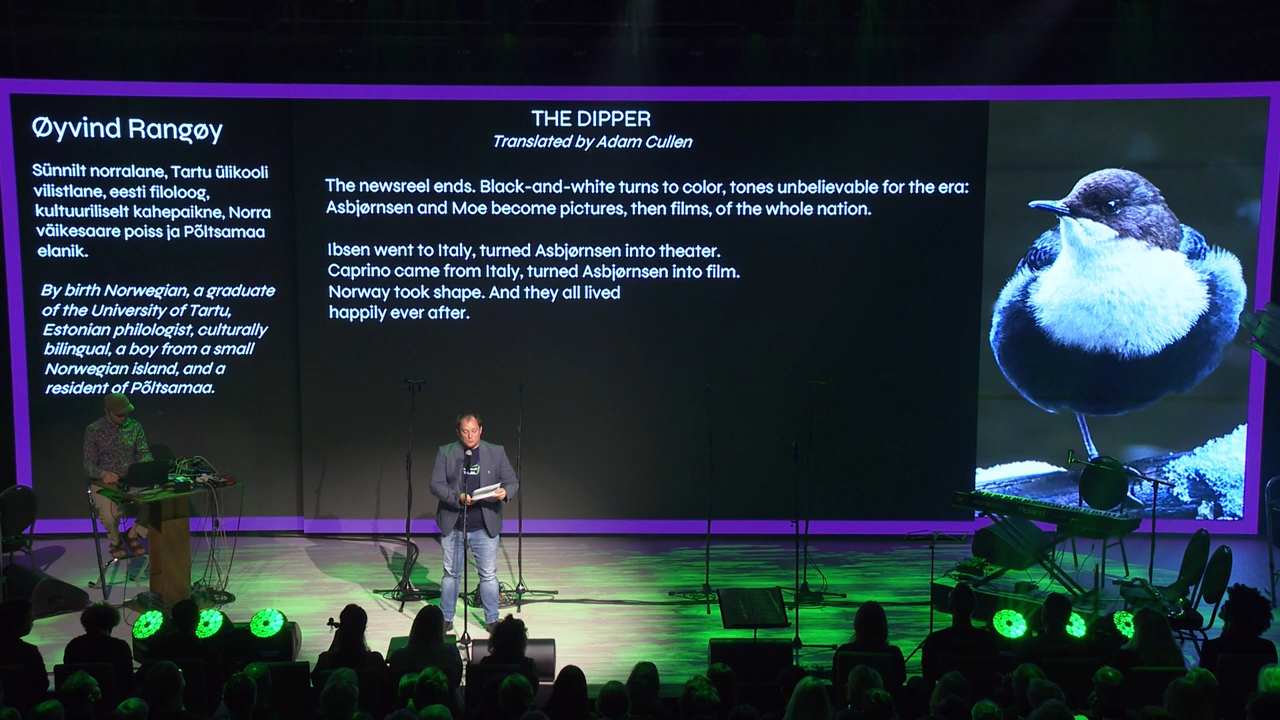 Øyvind Rangøy
Sünnilt norralane, Tartu ülikooli
vilistlane, eesti filoloog,
kultuuriliselt kahepaikne, Norra
väikesaare poiss ja Põltsamaa
elanik.
By birth Norwegian, a graduate
of the University of Tartu,
Estonian philologist, culturally
bilingual, a boy from a small
Norwegian island, and a
resident of Põltsamaa.
THE DIPPER
Translated by Adam Cullen
The newsreel ends. Black-and-white turns to color, tones unbelievable for the era:
Asbjørnsen and Moe become pictures, then films, of the whole nation.
Ibsen went to Italy, turned Asbjørnsen into theater.
Caprino came from Italy, turned Asbjørnsen into film.
Norway took shape. And they all lived
happily ever after.